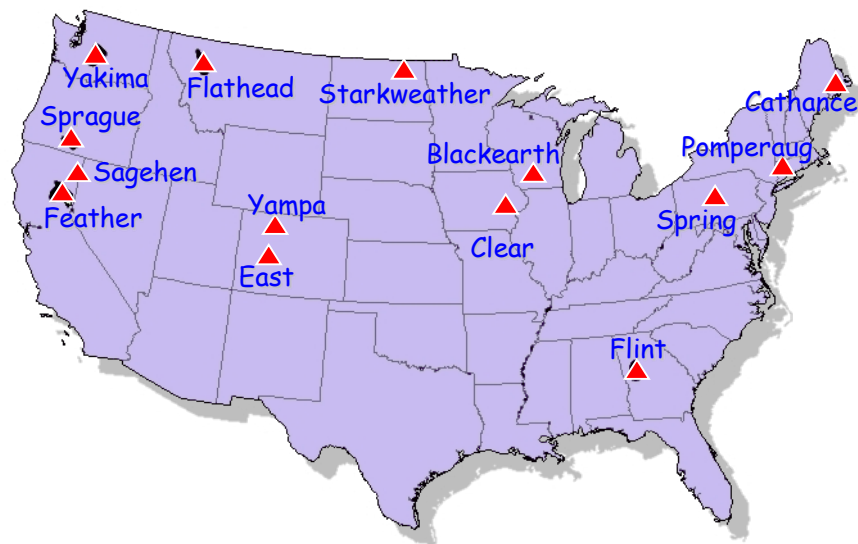 Yakima
Flathead
Starkweather
Cathance
Sprague
Blackearth
Pomperaug
Sagehen
Feather
Yampa
Spring
Clear
East
Flint